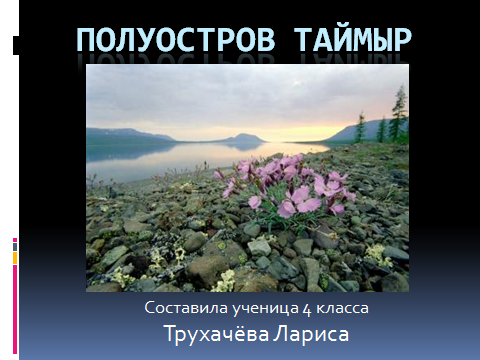 ПОЛУОСТРОВ ТАЙМЫР
Составила ученица 4 класса
Трухачёва Лариса